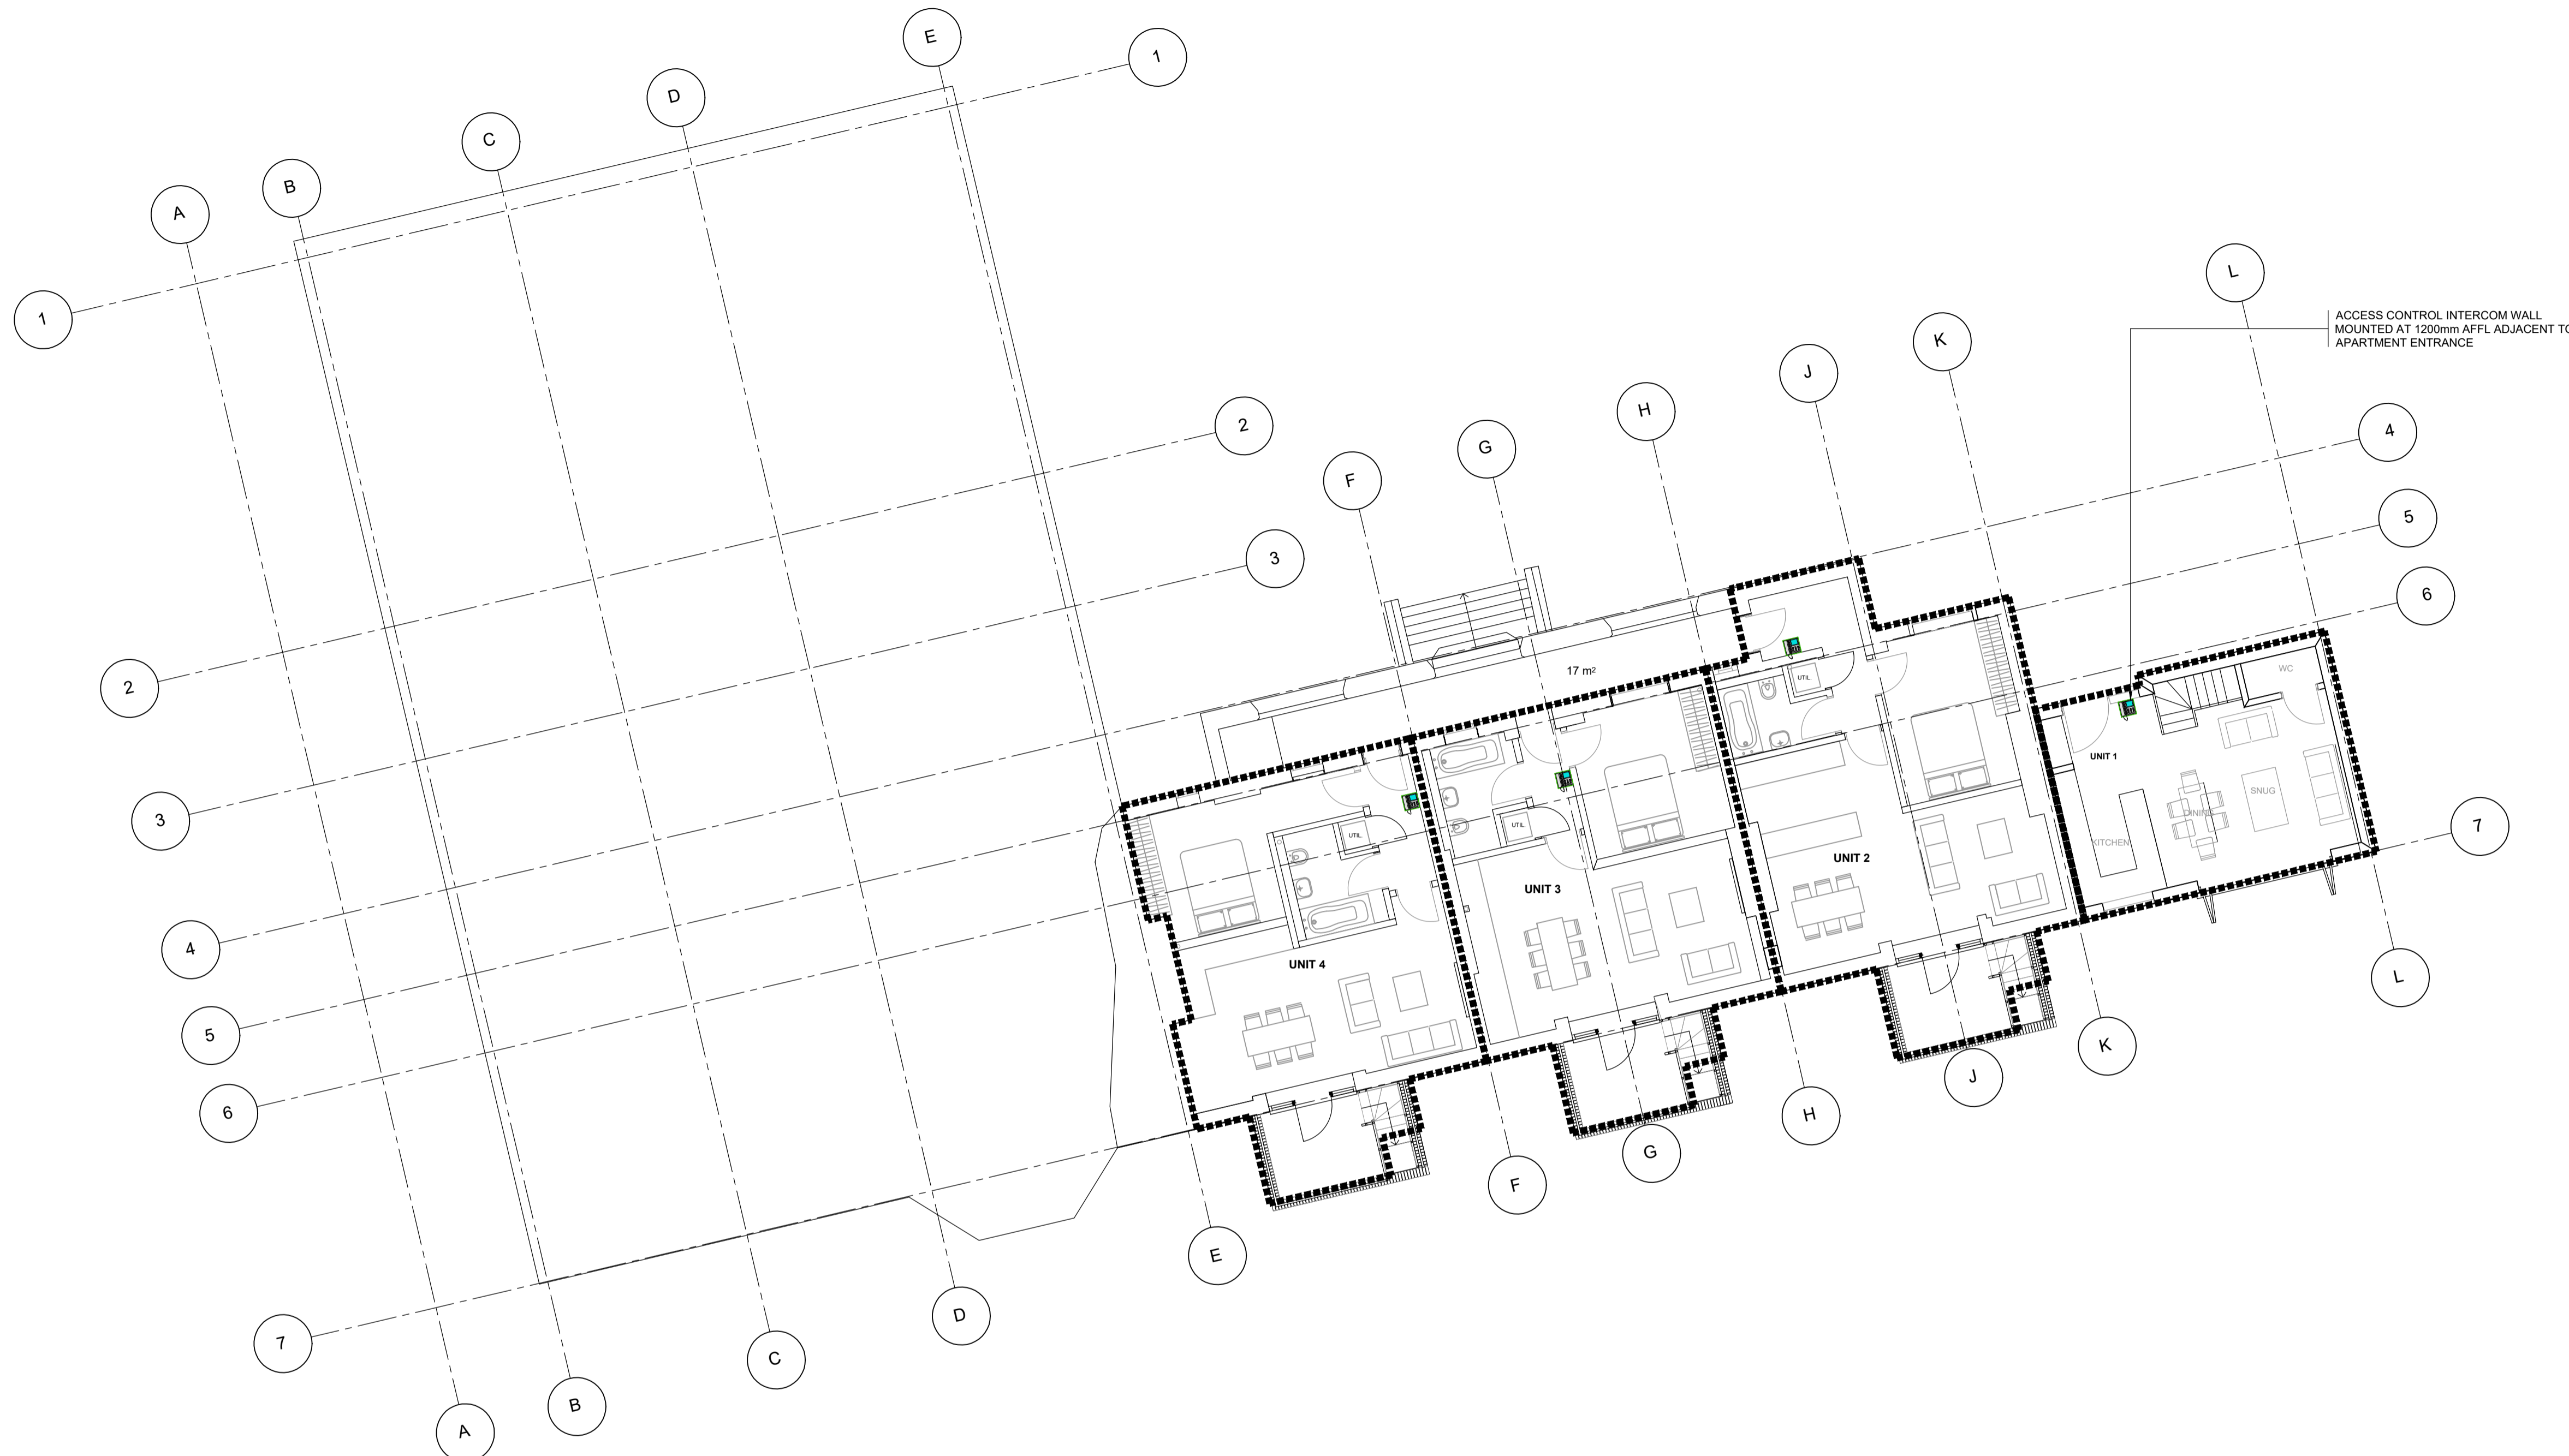 E
1
D
C
B
A
L
1
ACCESS CONTROL INTERCOM WALL
MOUNTED AT 1200mm AFFL ADJACENT TO
APARTMENT ENTRANCE
K
J
H
2
4
G
F
5
3
6
17 m²
WC
UTIL.
2
UNIT 1
SNUG
DINING
3
7
UTIL.
UTIL.
KITCHEN
UNIT 2
UNIT 3
4
UNIT 4
L
5
K
J
6
H
G
F
E
D
7
C
B
A